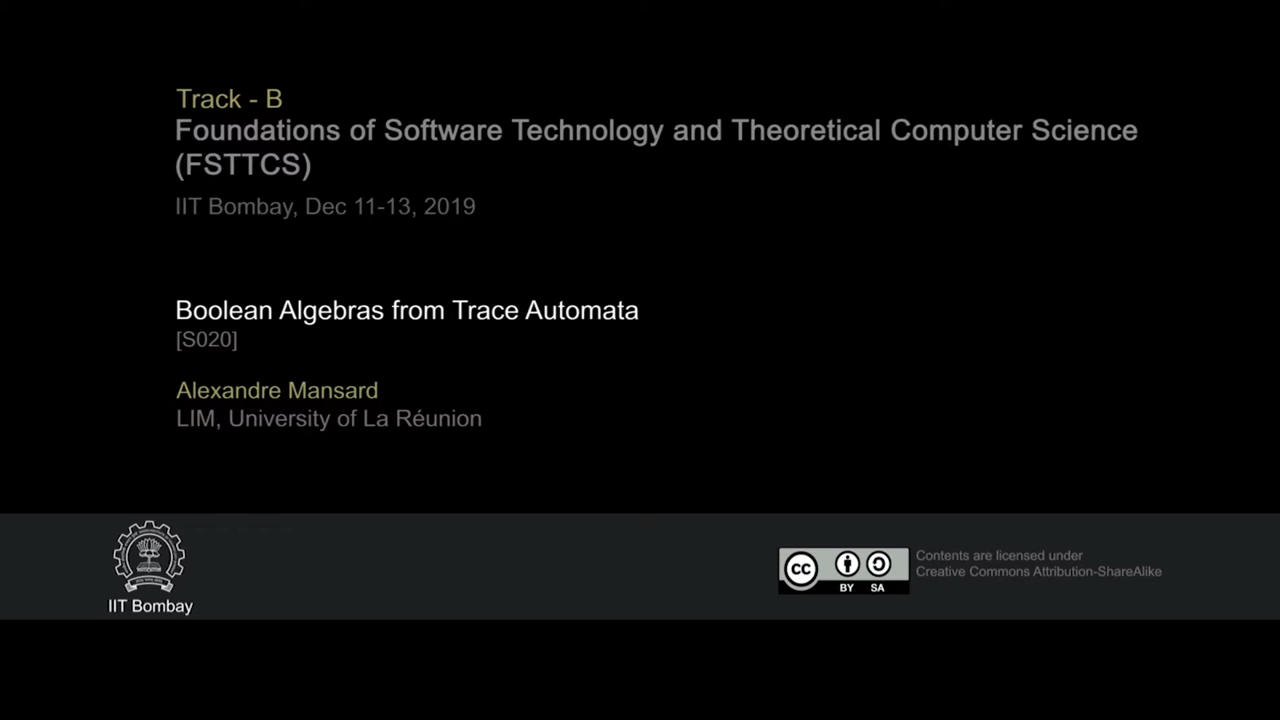 Track - B
Foundations of Software Technology and Theoretical Computer Science
(FSTTCS)
IIT Bombay, Dec 11-13, 2019
Boolean Algebras from Trace Automata
[S020]
Alexandre Mansard
LIM, University of La Réunion
IIT Bombay
cc
BY SA
Contents are licensed under
Creative Commons Attribution-ShareAlike